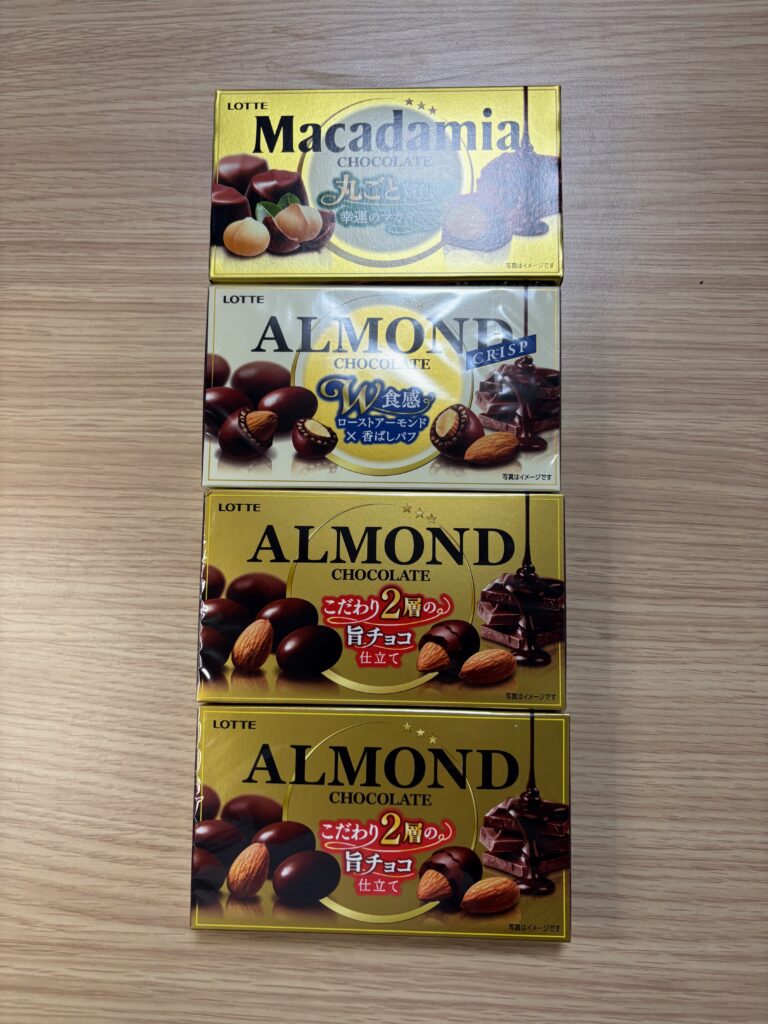 LOTTE
Macadamia
CHOCOLATE
丸ごと
幸運のマカ
写真はイメージです
LOTTE
ALMOND
CHOCOLATE
CRISP
W食感
ローストアーモンド
×香ばしパフ
写真はイメージです
LOTTE
ALMOND
CHOCOLATE
こだわり2層の
旨チョコ
仕立て
写真はイメージです
LOTTE
ALMOND
CHOCOLATE
こだわり2層の
旨チョコ
仕立て
写真はイメージです